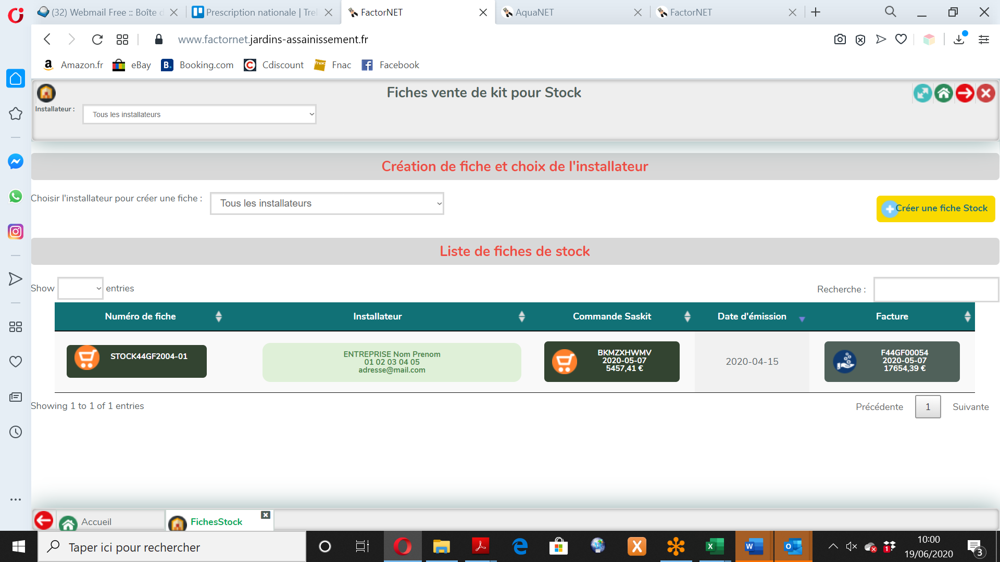 (32) Webmail Free :: Boîte d
Prescription nationale | Trel
FactorNET
AquaNET
FactorNET
www.factornet.jardins-assainissement.fr
Amazon.fr
eBay
Booking.com
Cdiscount
Fnac
Facebook
Fiches vente de kit pour Stock
Installateur :
Tous les installateurs
Création de fiche et choix de l'installateur
Choisir l'installateur pour créer une fiche :
Tous les installateurs
Créer une fiche Stock
Liste de fiches de stock
Show
entries
Recherche :
Numéro de fiche
Installateur
Commande Saskit
Date d'émission
Facture
STOCK44GF2004-01
ENTREPRISE Nom Prenom
01 02 03 04 05
adresse@mail.com
BKMZXHWMV
2020-05-07
5457,41 €
2020-04-15
F44GF00054
2020-05-07
17654,39 €
Showing 1 to 1 of 1 entries
Précédente
1
Suivante
Accueil
FichesStock
Taper ici pour rechercher
10:00
19/06/2020
3